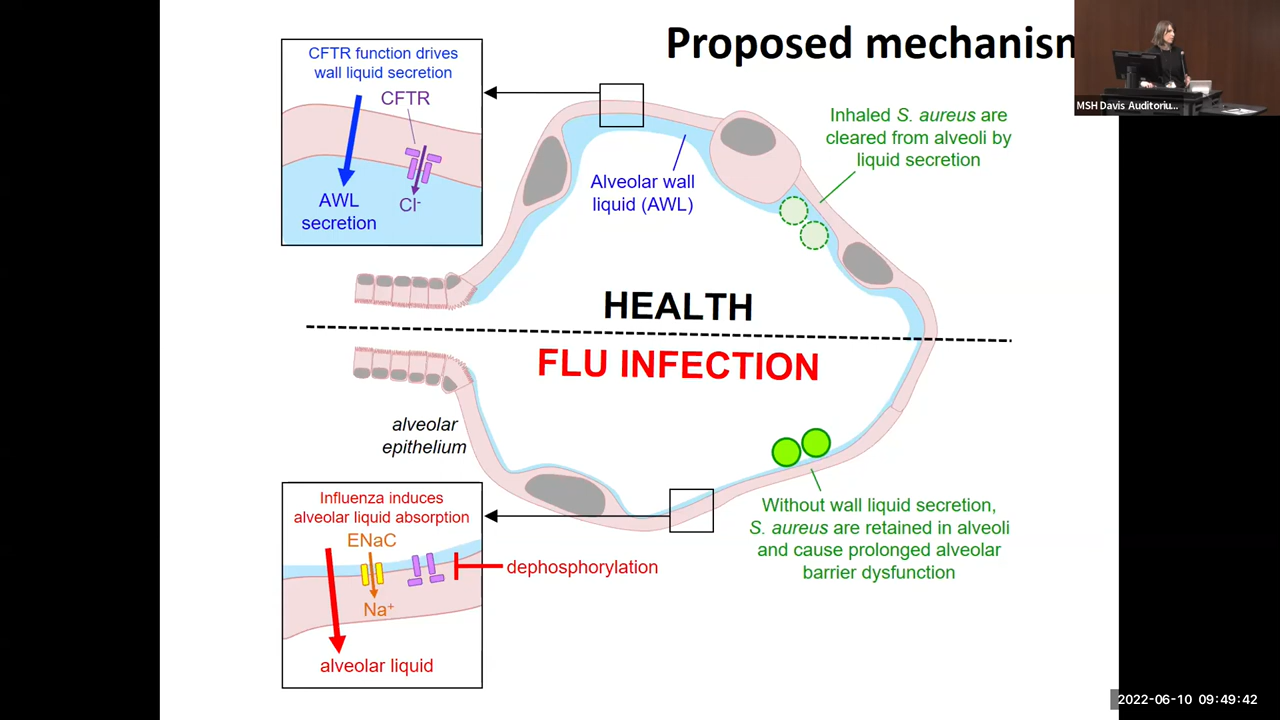 Proposed mechanism
MSH Davis Auditoriu...
CFTR function drives
wall liquid secretion
CFTR
Cl-
AWL
secretion
Alveolar wall
liquid (AWL)
Inhaled S. aureus are
cleared from alveoli by
liquid secretion
HEALTH
FLU INFECTION
alveolar
epithelium
Influenza induces
alveolar liquid absorption
ENaC
Na+
alveolar liquid
dephosphorylation
Without wall liquid secretion,
S. aureus are retained in alveoli
and cause prolonged alveolar
barrier dysfunction
2022-06-10 09:49:42